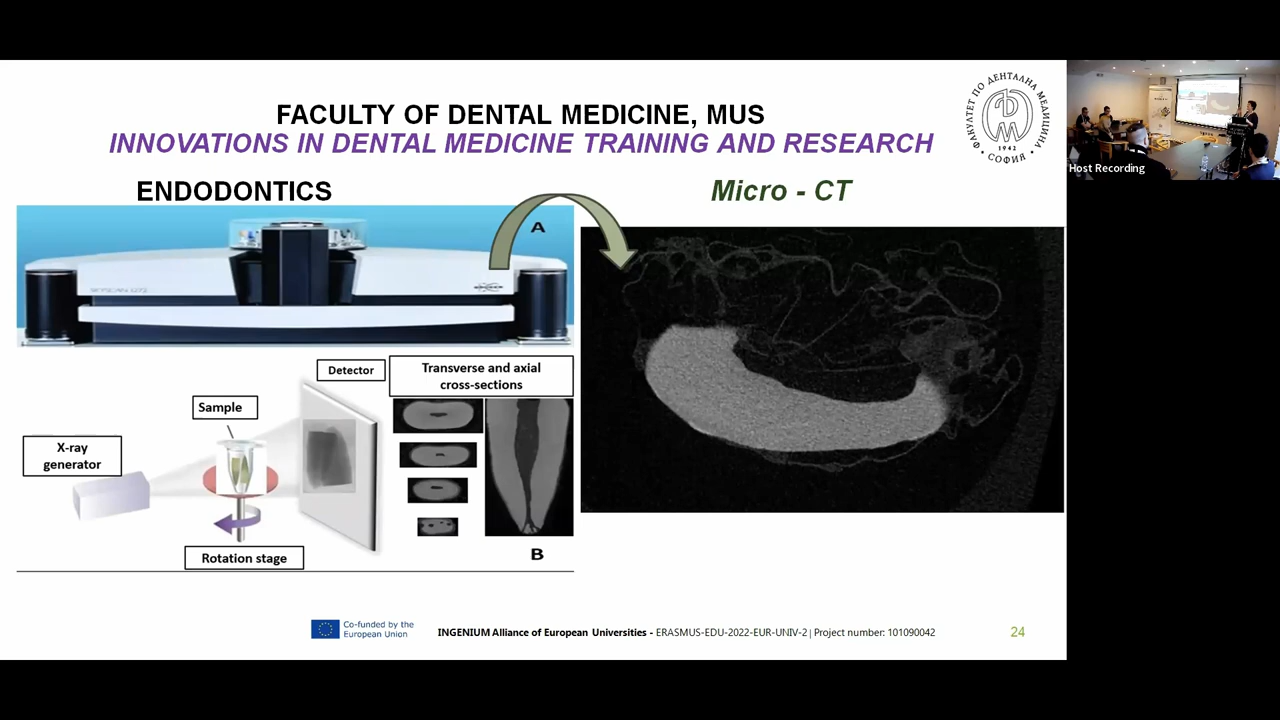 FACULTY OF DENTAL MEDICINE, MUS
INNOVATIONS IN DENTAL MEDICINE TRAINING AND RESEARCH
ФАКУЛТЕТ ПО ДЕНТАЛНА МЕДИЦИНА
1942
• СОФИЯ •
Host Recording
ENDODONTICS
Micro - CT
A
SKYSCAN 1272
Detector
Transverse and axial
cross-sections
Sample
X-ray
generator
Rotation stage
B
Co-funded by the
European Union
INGENIUM Alliance of European Universities - ERASMUS-EDU-2022-EUR-UNIV-2 | Project number: 101090042
24